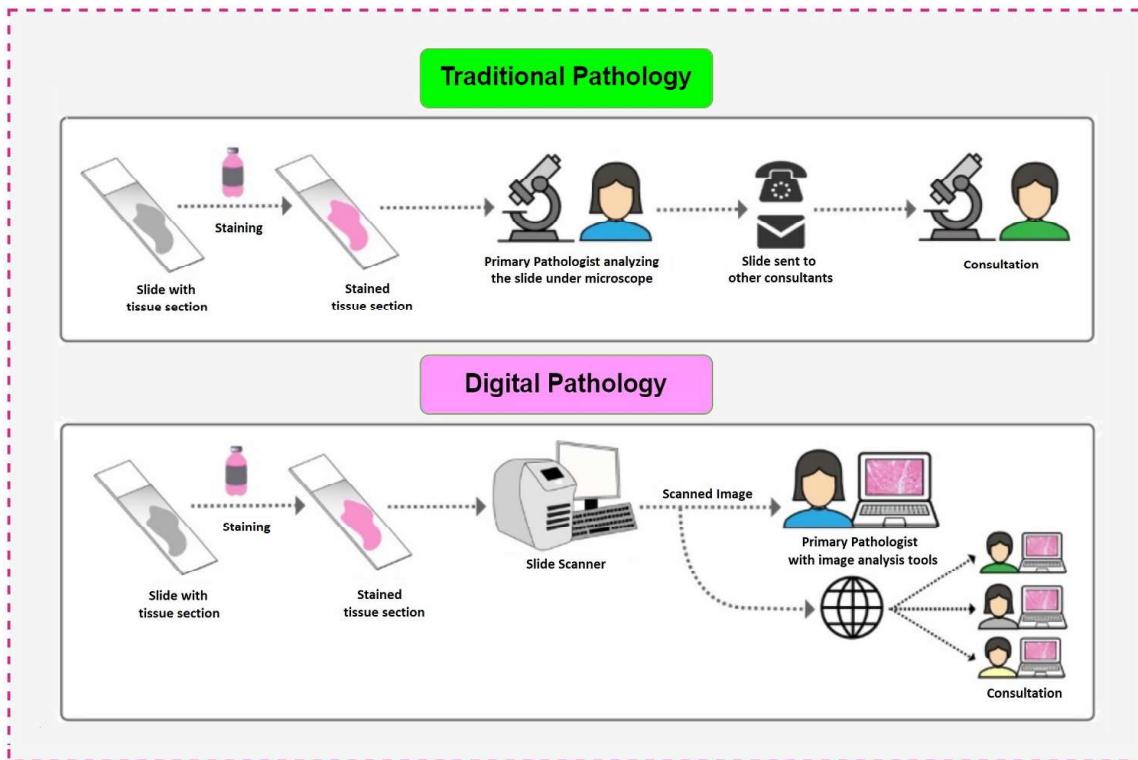 Traditional Pathology
Staining
Slide with
tissue section
Stained
tissue section
Primary Pathologist analyzing
the slide under microscope
Slide sent to
other consultants
Consultation
Digital Pathology
Staining
Slide with
tissue section
Stained
tissue section
Slide Scanner
Scanned Image
Primary Pathologist
with image analysis tools
Consultation